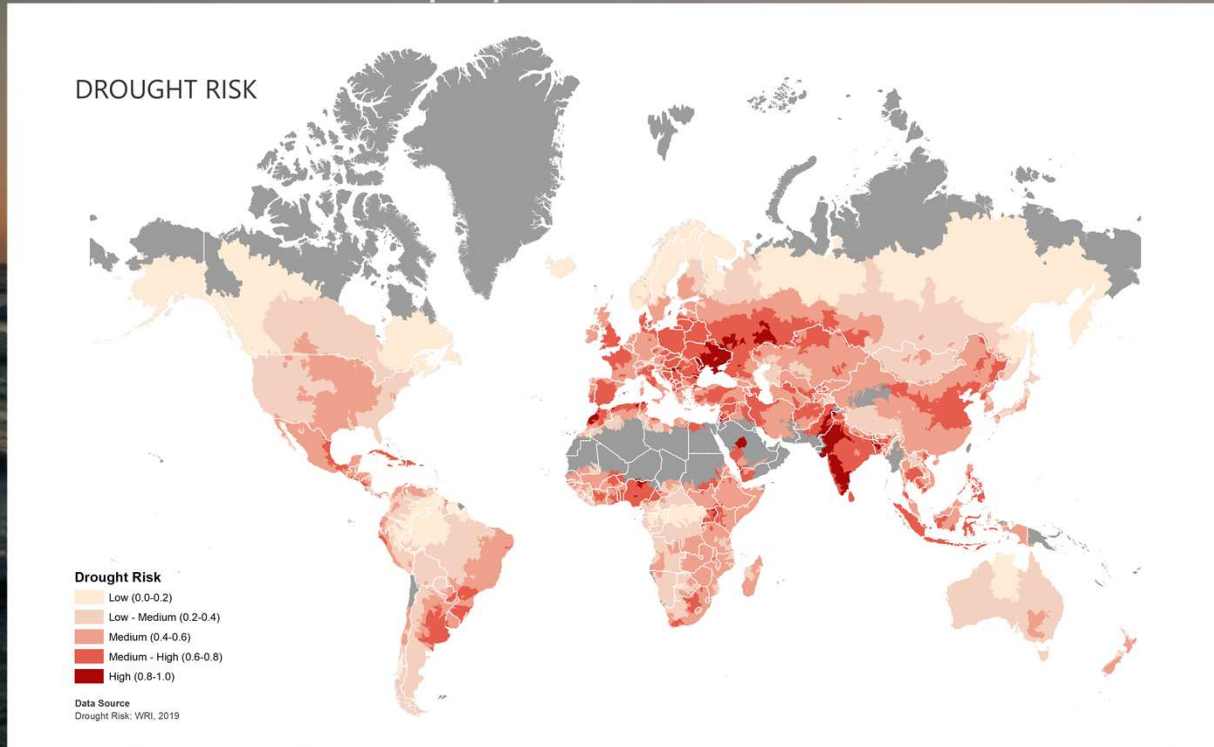 DROUGHT RISK
Drought Risk
Low (0.0-0.2)
Low - Medium (0.2-0.4)
Medium (0.4-0.6)
Medium - High (0.6-0.8)
High (0.8-1.0)
Data Source
Drought Risk: WRI, 2019